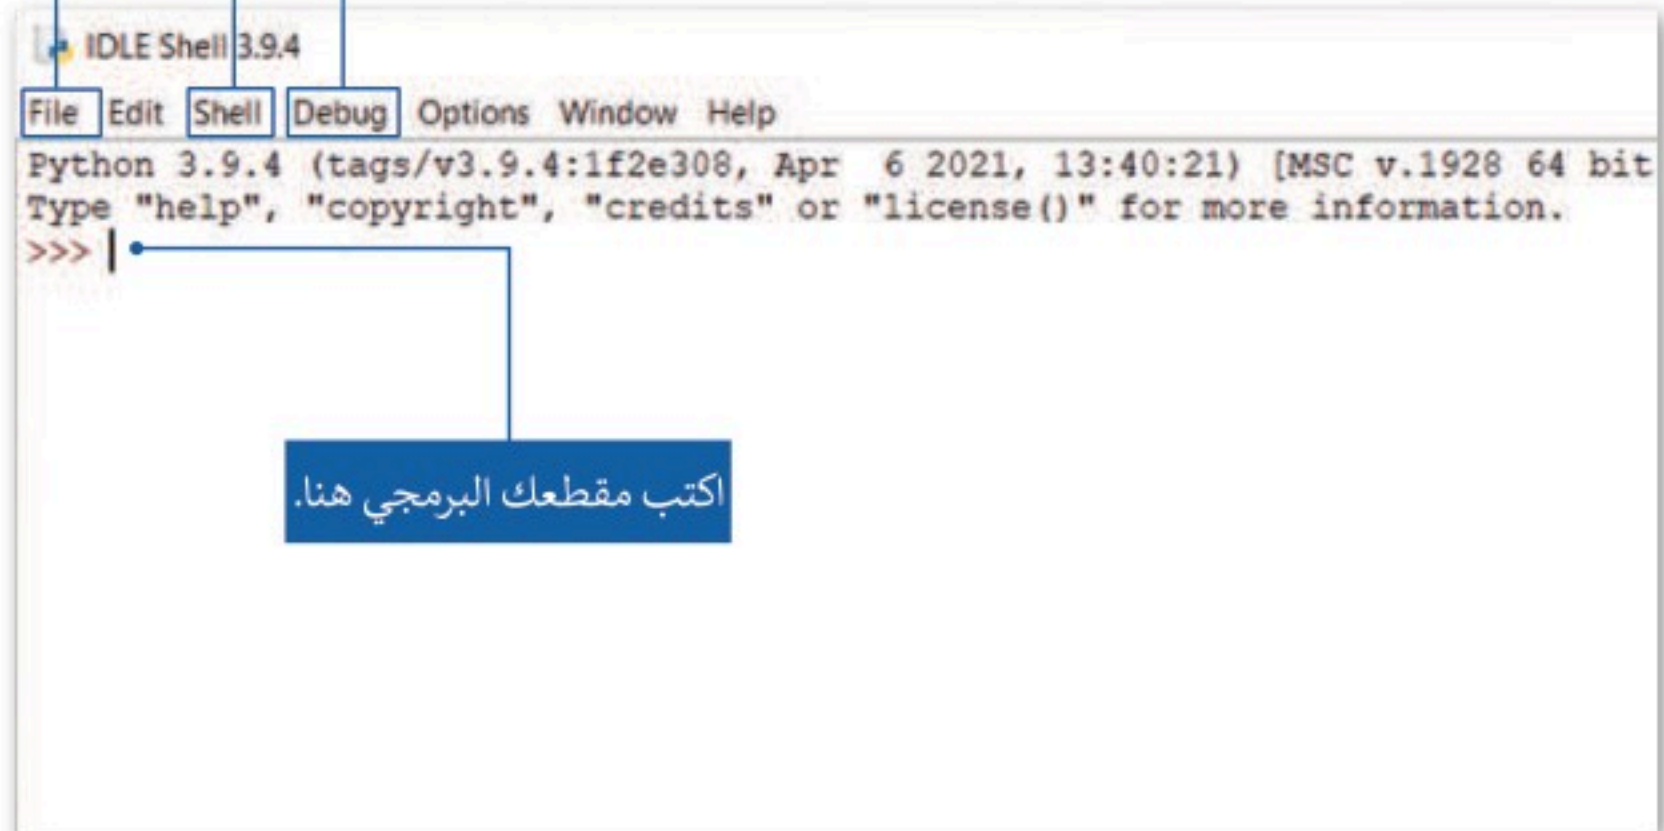 IDLE Shell 3.9.4
File Edit Shell Debug Options Window Help
Python 3.9.4 (tags/v3.9.4:1f2e308, Apr  6 2021, 13:40:21) [MSC v.1928 64 bit
Type "help", "copyright", "credits" or "license()" for more information.
>>>
اكتب مقطعك البرمجي هنا.